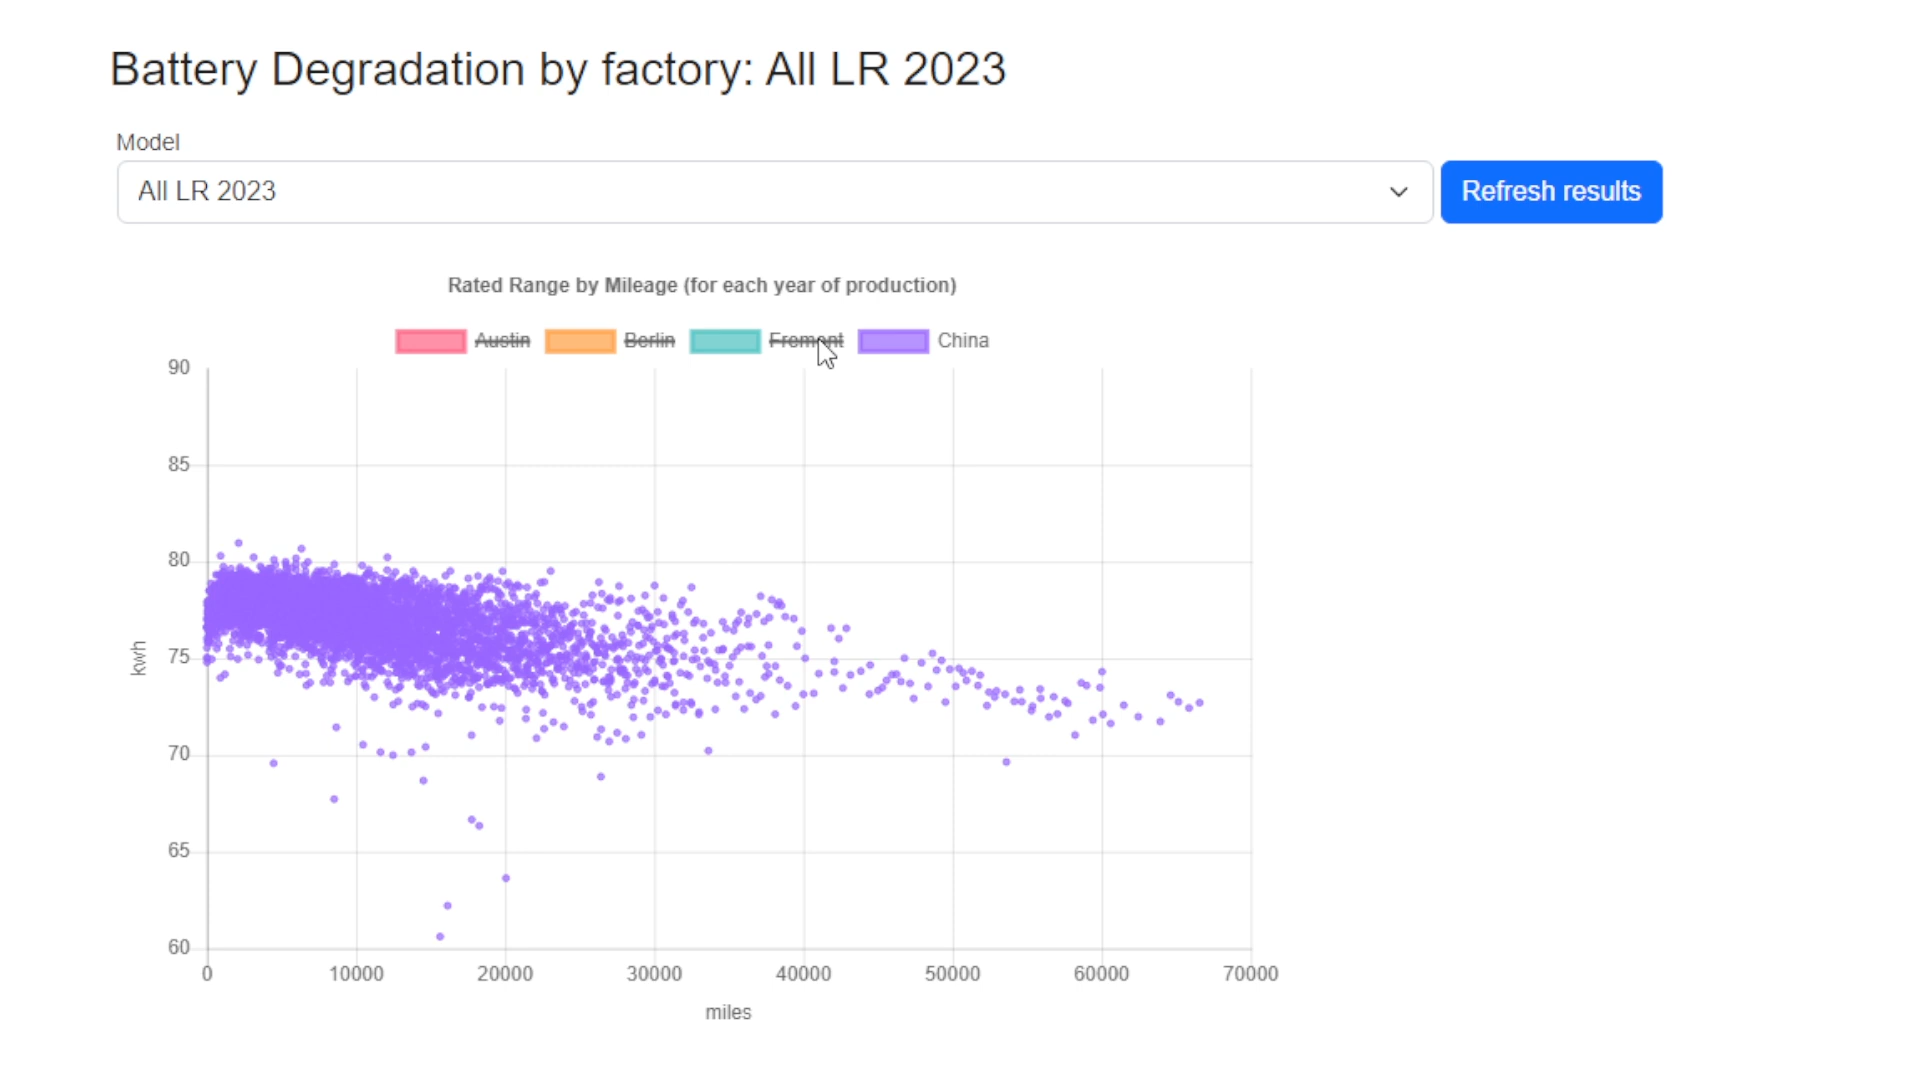 Battery Degradation by factory: All LR 2023
Model
All LR 2023
Refresh results
Rated Range by Mileage (for each year of production)
Austin Berlin Fremont China
90
85
80
75
70
65
60
kwh
0 10000 20000 30000 40000 50000 60000 70000
miles